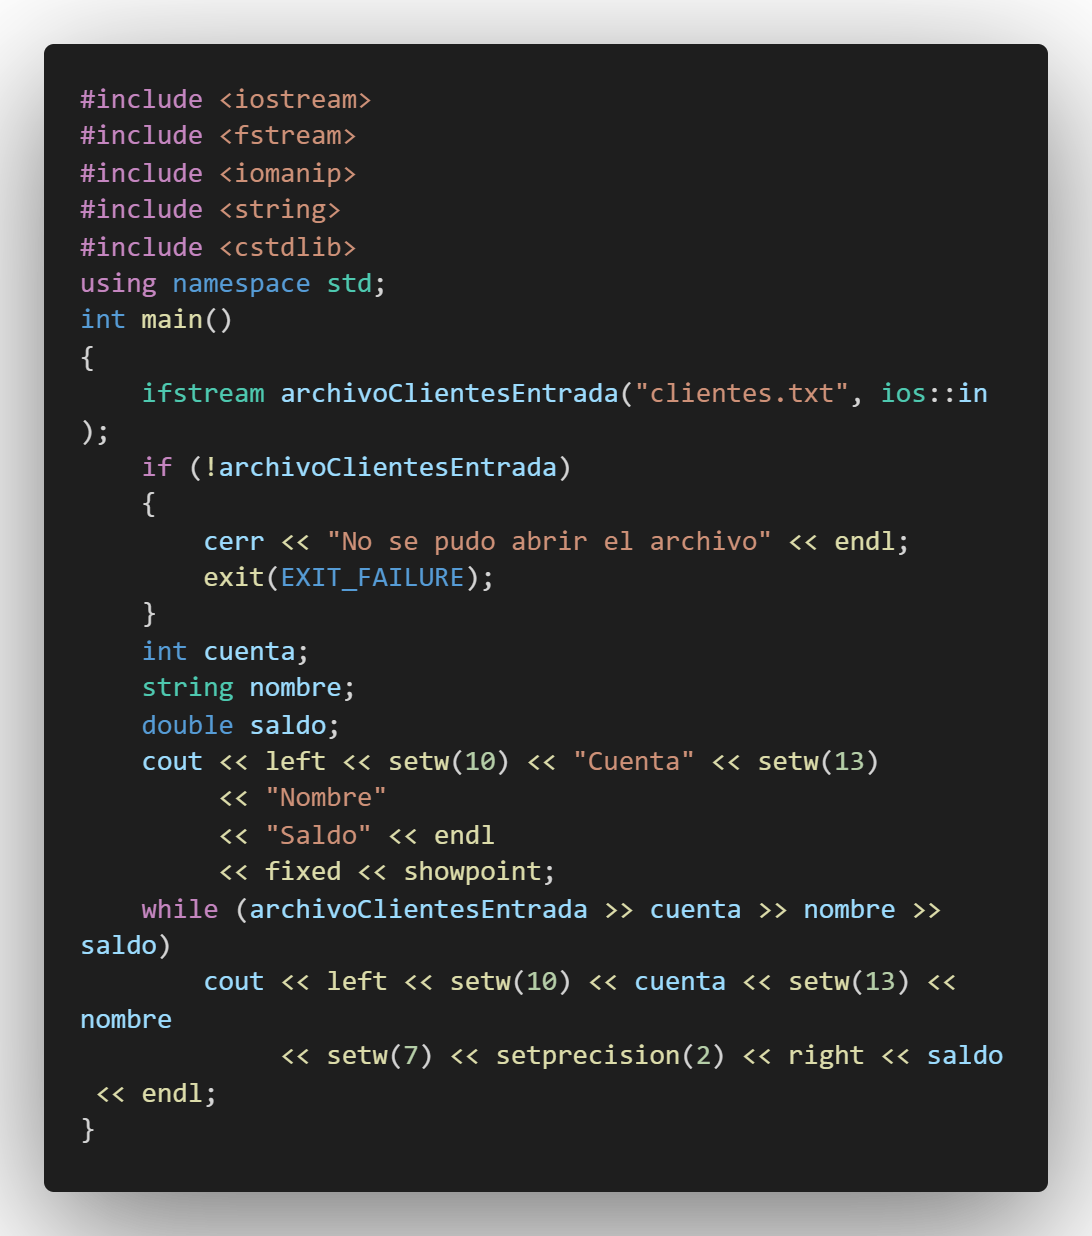 #include <iostream>
#include <fstream>
#include <iomanip>
#include <string>
#include <cstdlib>
using namespace std;
int main()
{
    ifstream archivoClientesEntrada("clientes.txt", ios::in
);
    if (!archivoClientesEntrada)
    {
        cerr << "No se pudo abrir el archivo" << endl;
        exit(EXIT_FAILURE);
    }
    int cuenta;
    string nombre;
    double saldo;
    cout << left << setw(10) << "Cuenta" << setw(13)
         << "Nombre"
         << "Saldo" << endl
         << fixed << showpoint;
    while (archivoClientesEntrada >> cuenta >> nombre >>
saldo)
        cout << left << setw(10) << cuenta << setw(13) <<
nombre
             << setw(7) << setprecision(2) << right << saldo
 << endl;
}